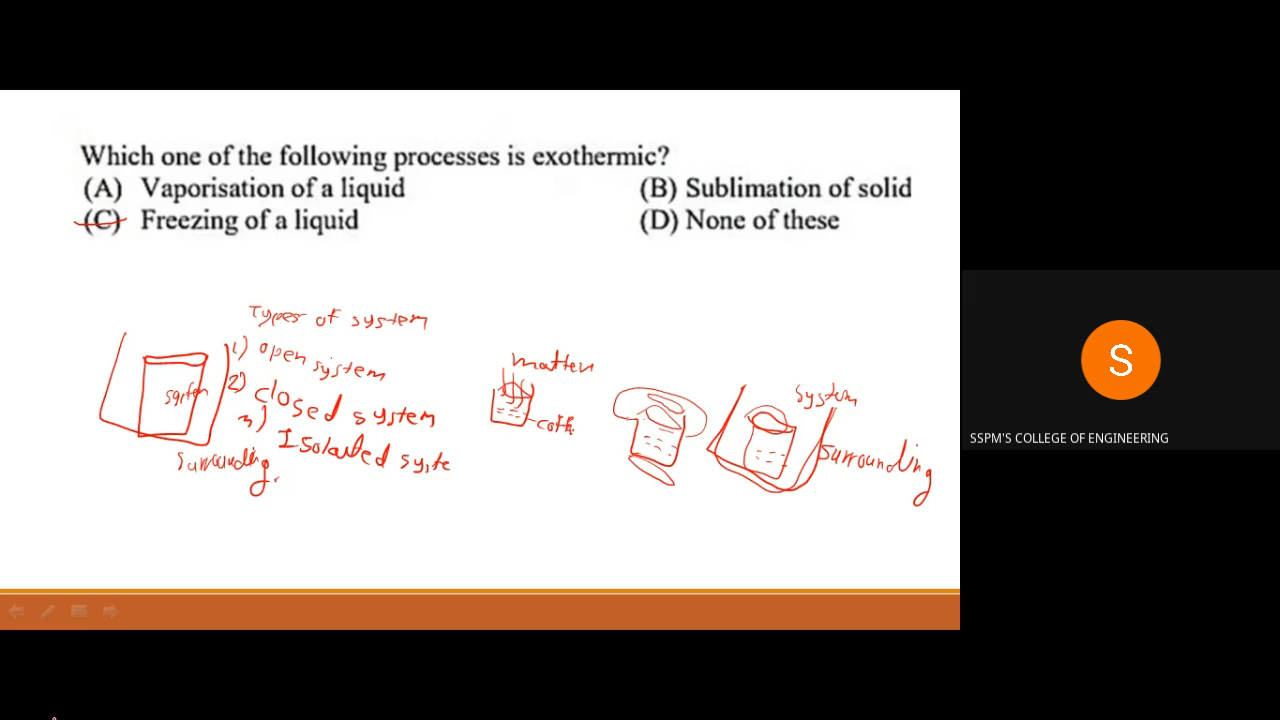 Which one of the following processes is exothermic?
(A) Vaporisation of a liquid
(B) Sublimation of solid
(C) Freezing of a liquid
(D) None of these
Types of system
1) open system
2) closed system
3) Isolated syste
surrounding
matter
system
surrounding
S
SSPM'S COLLEGE OF ENGINEERING